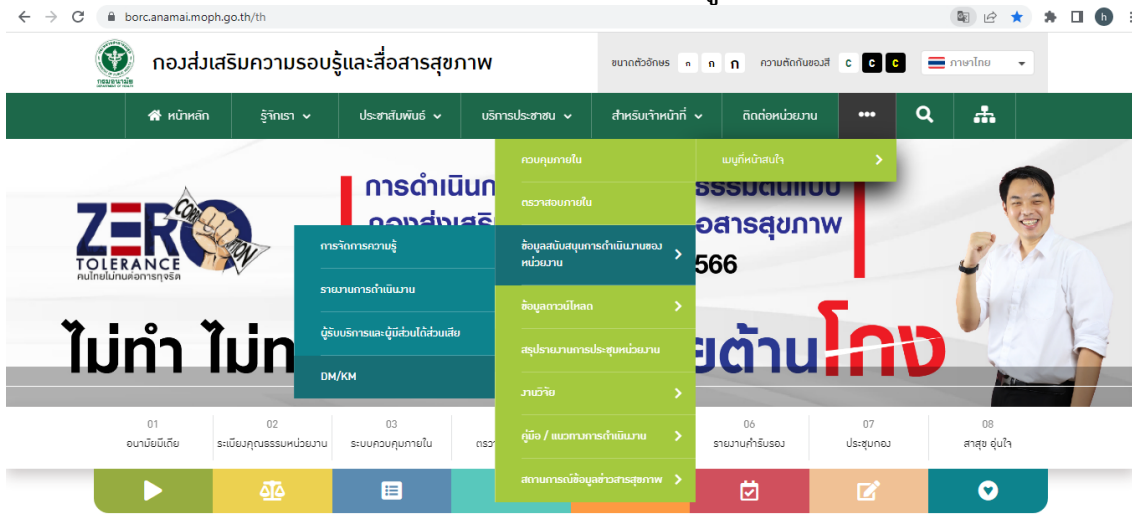 borc.anamai.moph.go.th/th
h
กรมอนามัย
DEPARTMENT OF HEALTH
กองส่งเสริมความรอบรู้และสื่อสารสุขภาพ
ขนาดตัวอักษร ก ก ก ความตัดกันของสี C C C ภาษาไทย
หน้าหลัก รู้จักเรา ประชาสัมพันธ์ บริการประชาชน สำหรับเจ้าหน้าที่ ติดต่อหน่วยงาน •••
ควบคุมภายใน
เมนูที่หน้าสนใจ
ตรวาสอบภายใน
ข้อมูลสนับสนุนการดำเนินงานของ
หน่วยงาน
ข้อมูลดาวน์โหลด
สรุปรายงานการประชุมหน่วยงาน
งานวิจัย
คู่มือ / แนวทางการดำเนินงาน
สถานการณ์ข้อมูลข่าวสารสุขภาพ
การจัดการความรู้
รายงานการดำเนินงาน
ผู้รับบริการและผู้มีส่วนได้ส่วนเสีย
DM/KM
ZERO
CORRUPTION
TOLERANCE
คนไทยไม่ทนต่อการทุจริต
การดำเนินก
รรมต้นแบบ
กองส่งเสริ
อสารสุขภาพ
566
ไม่ทำ ไม่ท
ยต้านโกง
01 02 03 06 07 08
อนามัยมีเดีย ระเบียงคุณธรรมหน่วยงาน ระบบควบคุมภายใน ตรว รายงานคำรับรอง ประชุมกอง สาสุข อุ่นใจ